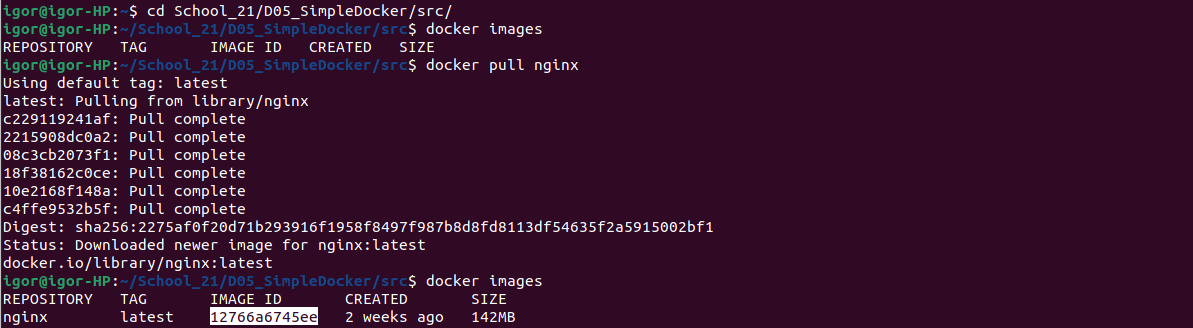 igor@igor-HP:~$ cd School_21/D05_SimpleDocker/src/
igor@igor-HP:~/School_21/D05_SimpleDocker/src$ docker images
REPOSITORY   TAG       IMAGE ID   CREATED   SIZE
igor@igor-HP:~/School_21/D05_SimpleDocker/src$ docker pull nginx
Using default tag: latest
latest: Pulling from library/nginx
c229119241af: Pull complete
2215908dc0a2: Pull complete
08c3cb2073f1: Pull complete
18f38162c0ce: Pull complete
10e2168f148a: Pull complete
c4ffe9532b5f: Pull complete
Digest: sha256:2275af0f20d71b293916f1958f8497f987b8d8fd8113df54635f2a5915002bf1
Status: Downloaded newer image for nginx:latest
docker.io/library/nginx:latest
igor@igor-HP:~/School_21/D05_SimpleDocker/src$ docker images
REPOSITORY   TAG       IMAGE ID       CREATED       SIZE
nginx        latest    12766a6745ee   2 weeks ago   142MB